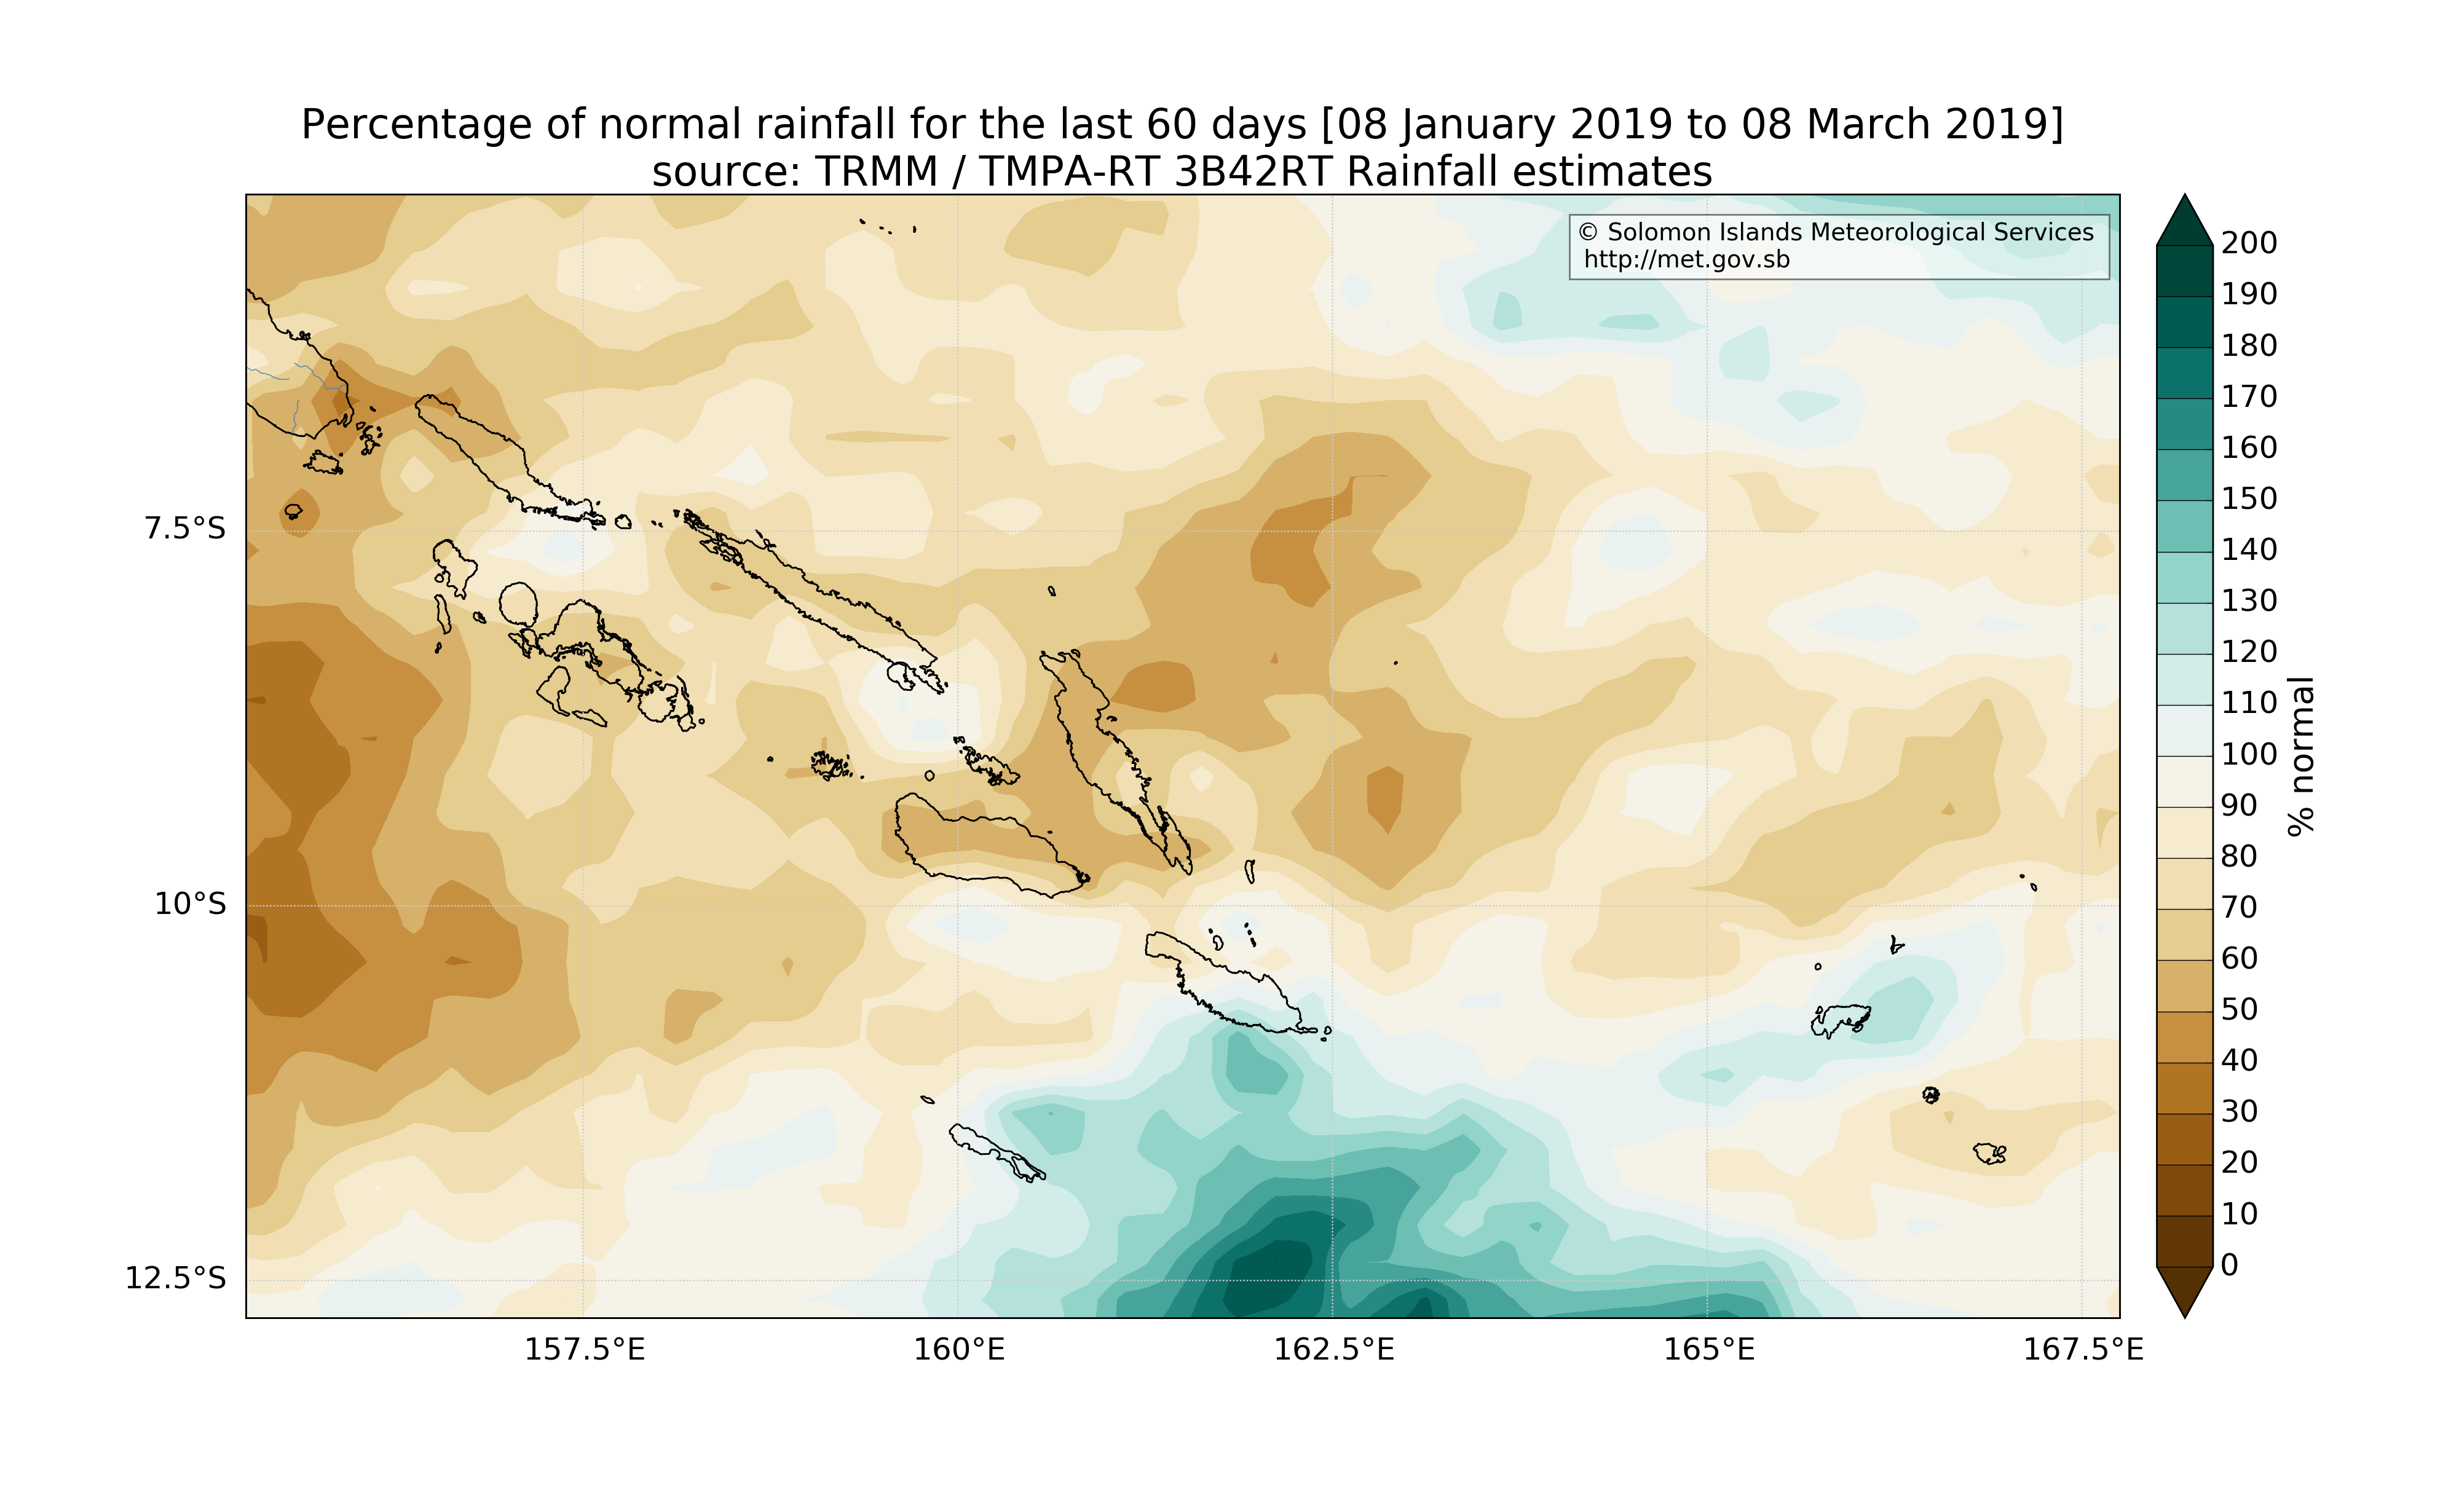 Percentage of normal rainfall for the last 60 days [08 January 2019 to 08 March 2019]
source: TRMM / TMPA-RT 3B42RT Rainfall estimates
© Solomon Islands Meteorological Services
http://met.gov.sb
7.5°S
10°S
12.5°S
157.5°E
160°E
162.5°E
165°E
167.5°E
200
190
180
170
160
150
140
130
120
110
100
90
80
70
60
50
40
30
20
10
0
% normal